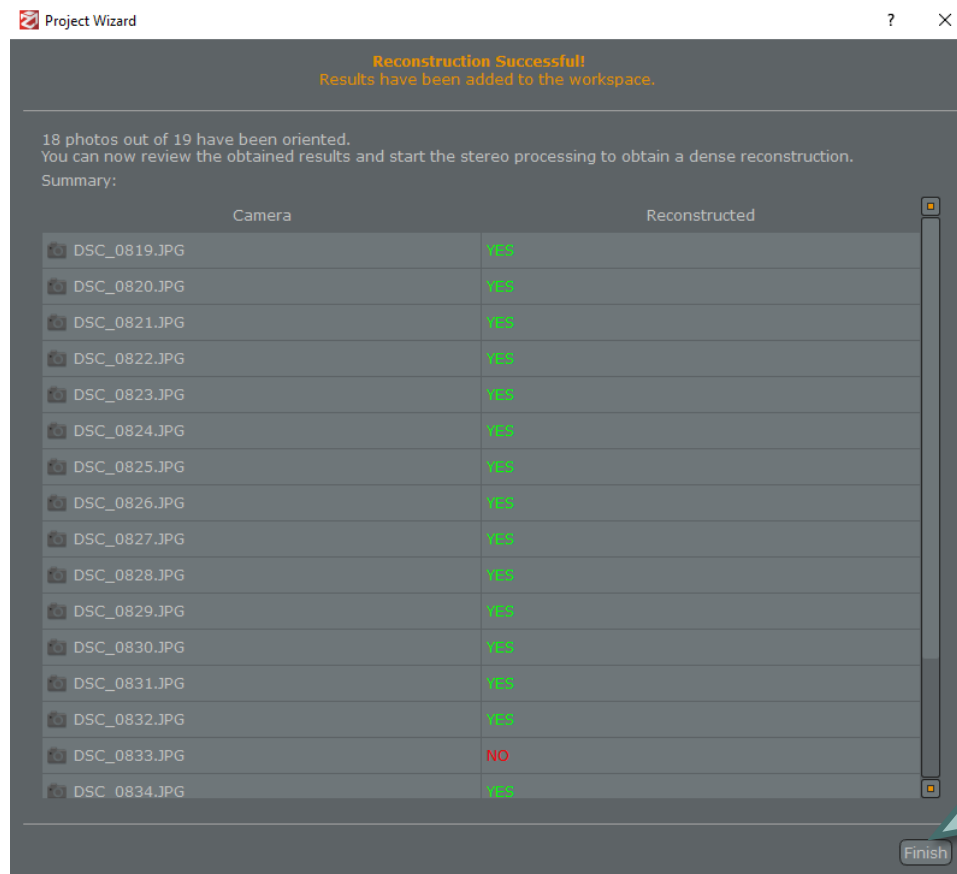 Project Wizard ? ×
Reconstruction Successful!
Results have been added to the workspace.
18 photos out of 19 have been oriented.
You can now review the obtained results and start the stereo processing to obtain a dense reconstruction.
Summary:
Camera Reconstructed
DSC_0819.JPG YES
DSC_0820.JPG YES
DSC_0821.JPG YES
DSC_0822.JPG YES
DSC_0823.JPG YES
DSC_0824.JPG YES
DSC_0825.JPG YES
DSC_0826.JPG YES
DSC_0827.JPG YES
DSC_0828.JPG YES
DSC_0829.JPG YES
DSC_0830.JPG YES
DSC_0831.JPG YES
DSC_0832.JPG YES
DSC_0833.JPG NO
DSC_0834.JPG YES
Finish